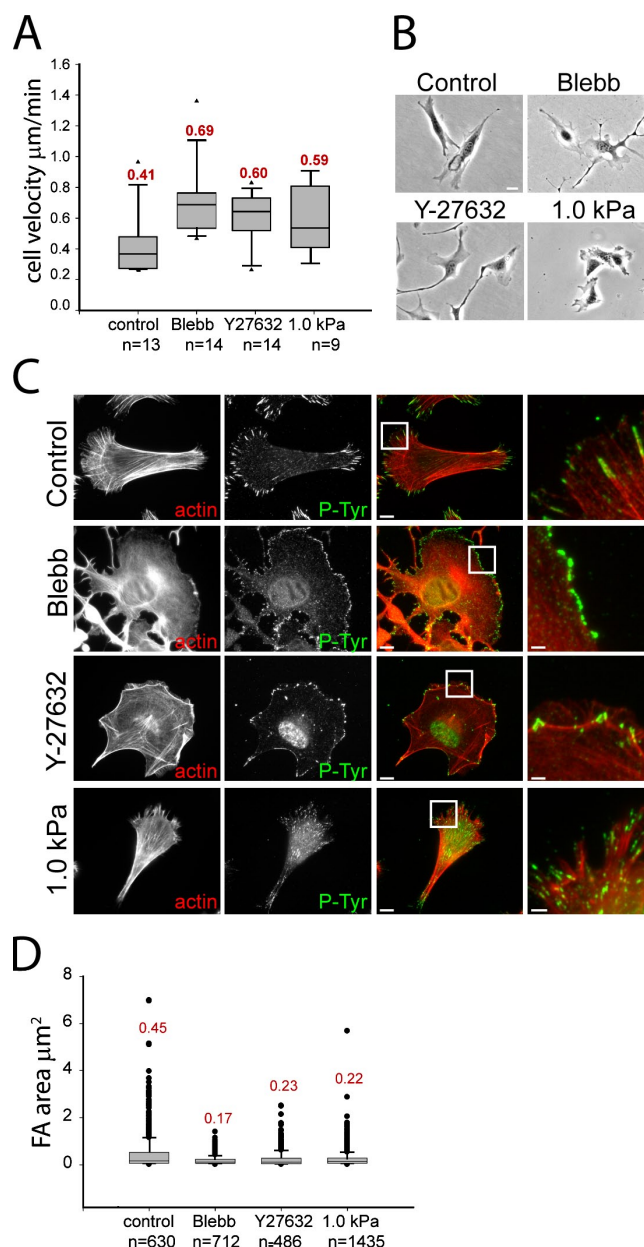 A
cell velocity μm/min
1.6
1.4
1.2
1.0
0.8
0.6
0.4
0.2
0.0
0.41
0.69
0.60
0.59
control Blebb Y27632 1.0 kPa
n=13 n=14 n=14 n=9
B
Control Blebb
Y-27632 1.0 kPa
C
Control
actin P-Tyr
Blebb
actin P-Tyr
Y-27632
actin P-Tyr
1.0 kPa
actin P-Tyr
D
FA area μm²
8
6
4
2
0
0.45
0.17
0.23
0.22
control Blebb Y27632 1.0 kPa
n=630 n=712 n=486 n=1435